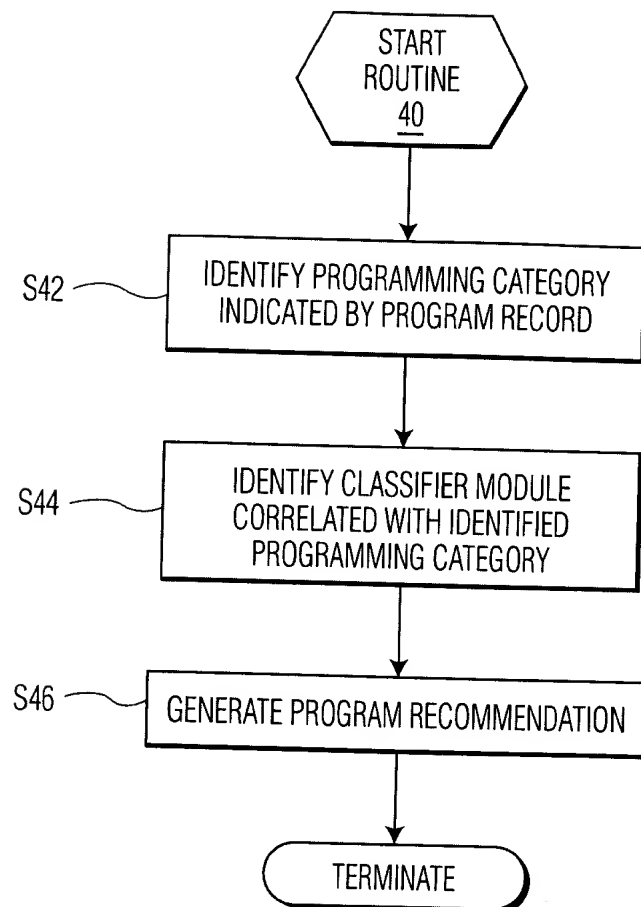 START
ROUTINE
40
S42
IDENTIFY PROGRAMMING CATEGORY
INDICATED BY PROGRAM RECORD
S44
IDENTIFY CLASSIFIER MODULE
CORRELATED WITH IDENTIFIED
PROGRAMMING CATEGORY
S46
GENERATE PROGRAM RECOMMENDATION
TERMINATE